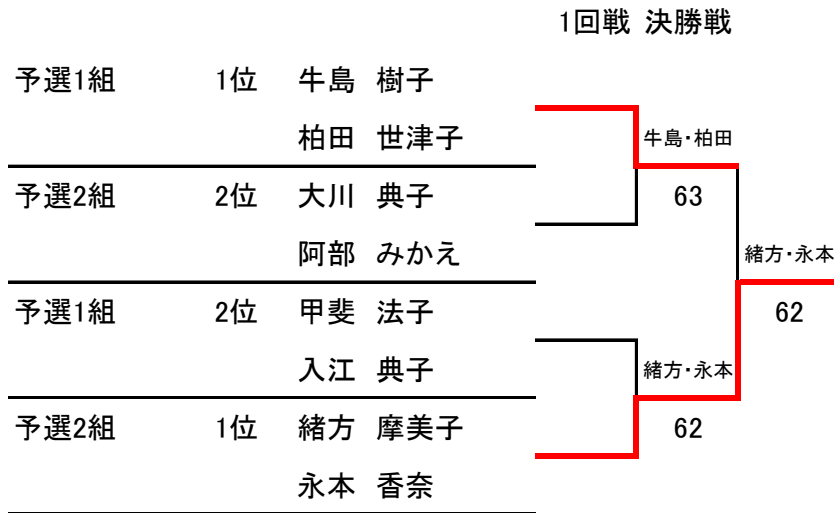 1回戦 決勝戦
予選1組 1位 牛島 樹子
柏田 世津子 牛島・柏田
予選2組 2位 大川 典子 63
阿部 みかえ 緒方・永本
予選1組 2位 甲斐 法子 62
入江 典子 緒方・永本
予選2組 1位 緒方 摩美子 62
永本 香奈